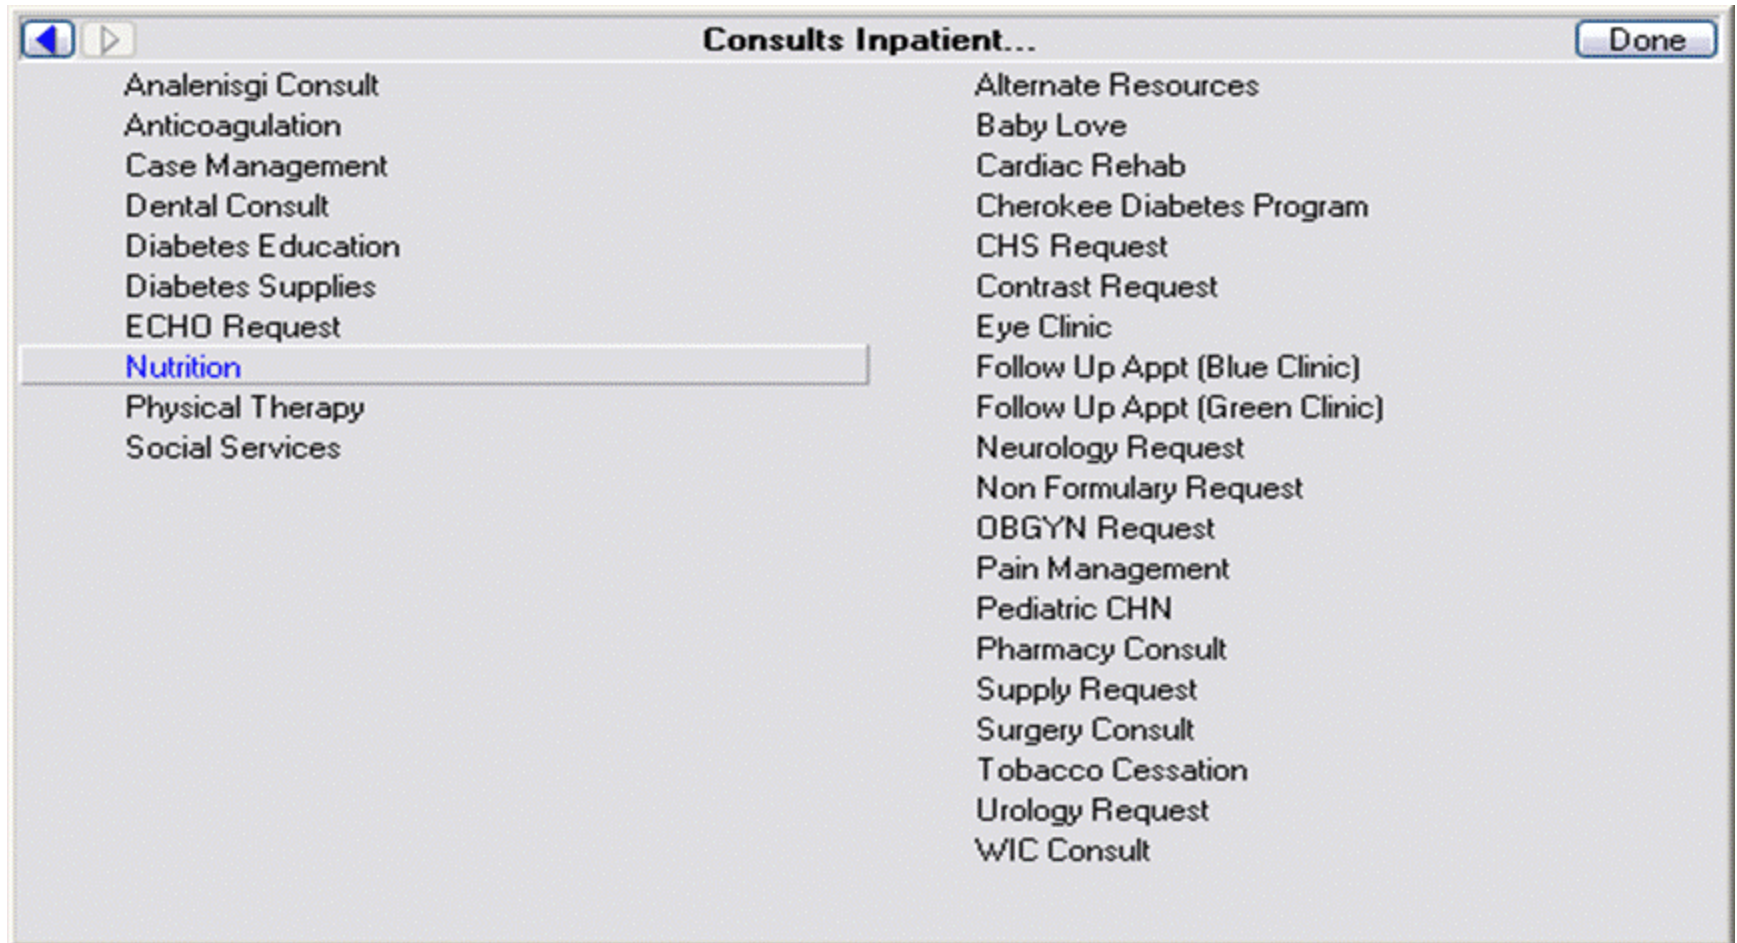 Consults Inpatient...
Done
Analenisgi Consult
Anticoagulation
Case Management
Dental Consult
Diabetes Education
Diabetes Supplies
ECHO Request
Nutrition
Physical Therapy
Social Services
Alternate Resources
Baby Love
Cardiac Rehab
Cherokee Diabetes Program
CHS Request
Contrast Request
Eye Clinic
Follow Up Appt (Blue Clinic)
Follow Up Appt (Green Clinic)
Neurology Request
Non Formulary Request
OBGYN Request
Pain Management
Pediatric CHN
Pharmacy Consult
Supply Request
Surgery Consult
Tobacco Cessation
Urology Request
WIC Consult